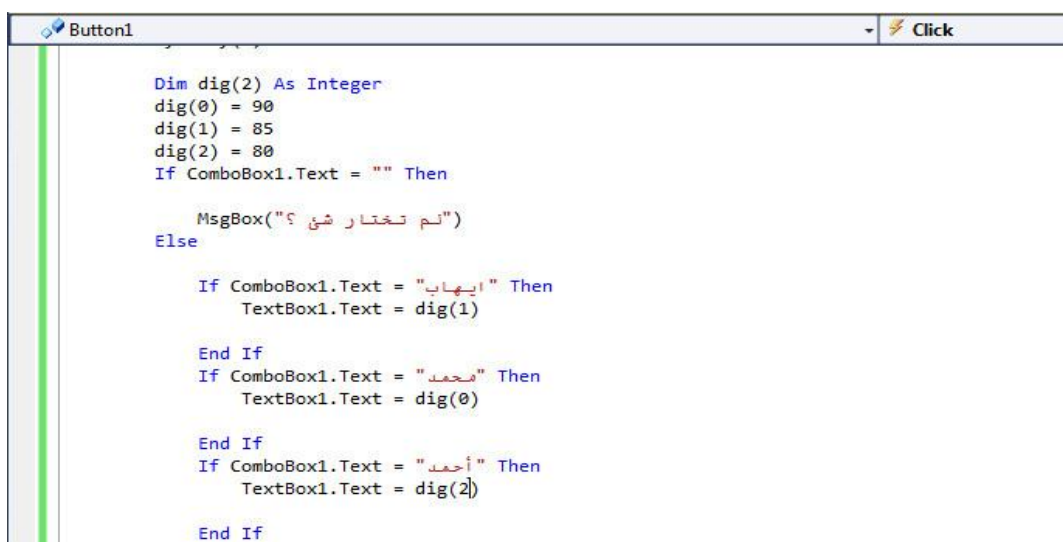 Button1 Click
Dim dig(2) As Integer
dig(0) = 90
dig(1) = 85
dig(2) = 80
If ComboBox1.Text = "" Then
MsgBox("لم تختار شئ ؟")
Else
If ComboBox1.Text = "ايهاب" Then
TextBox1.Text = dig(1)
End If
If ComboBox1.Text = "محمد" Then
TextBox1.Text = dig(0)
End If
If ComboBox1.Text = "أحمد" Then
TextBox1.Text = dig(2)
End If